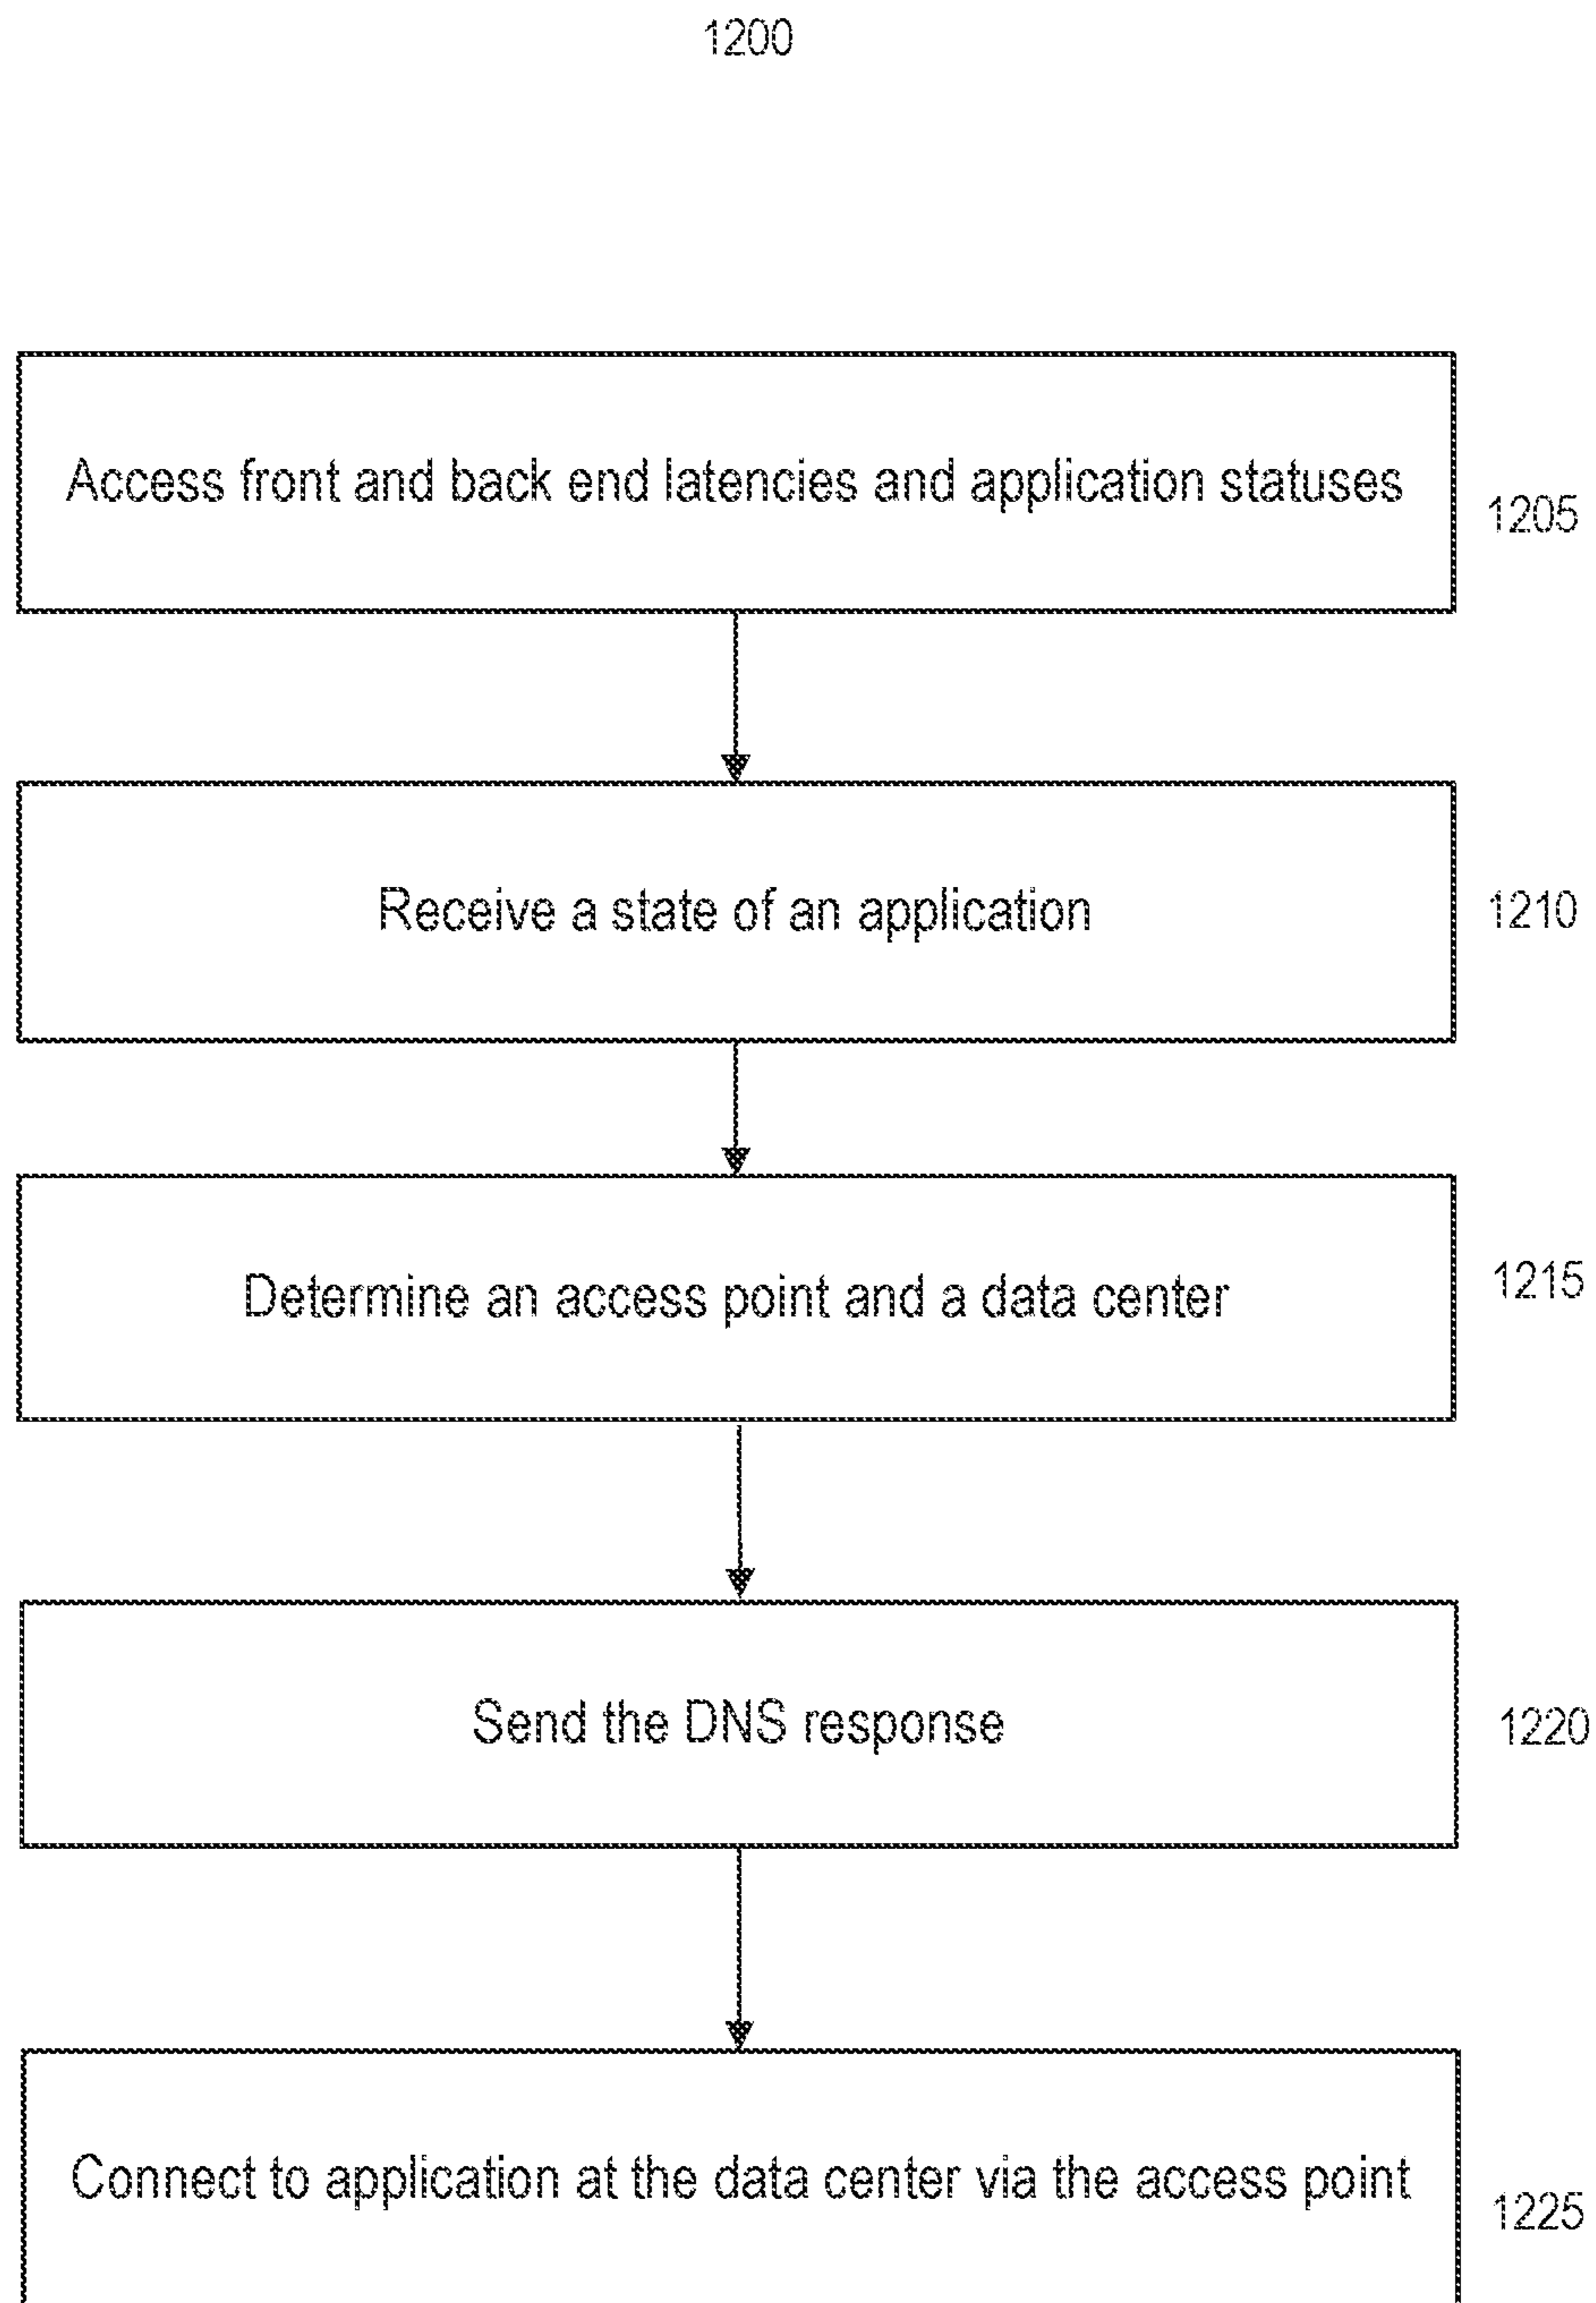 1200
Access front and back end latencies and application statuses
1205
Receive a state of an application
1210
Determine an access point and a data center
1215
Send the DNS response
1220
Connect to application at the data center via the access point
1225